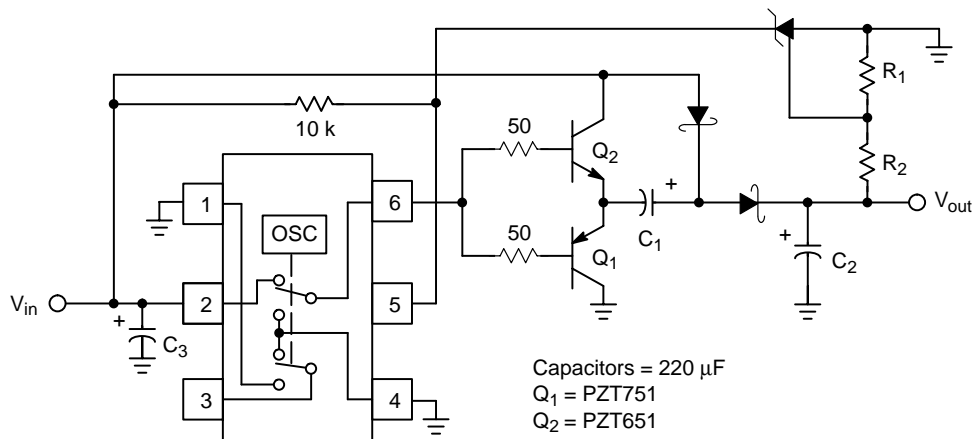 R1
10 k
50
Q2
R2
1
6
OSC
+
Vout
C1
50
Q1
+
C2
Vin
2
5
+
C3
3
4
Capacitors = 220 μF
Q1 = PZT751
Q2 = PZT651